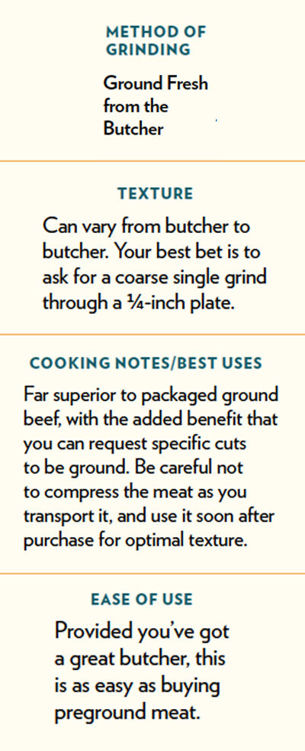 METHOD OF
GRINDING
Ground Fresh
from the
Butcher
TEXTURE
Can vary from butcher to
butcher. Your best bet is to
ask for a coarse single grind
through a ¼-inch plate.
COOKING NOTES/BEST USES
Far superior to packaged ground
beef, with the added benefit that
you can request specific cuts
to be ground. Be careful not
to compress the meat as you
transport it, and use it soon after
purchase for optimal texture.
EASE OF USE
Provided you’ve got
a great butcher, this
is as easy as buying
preground meat.